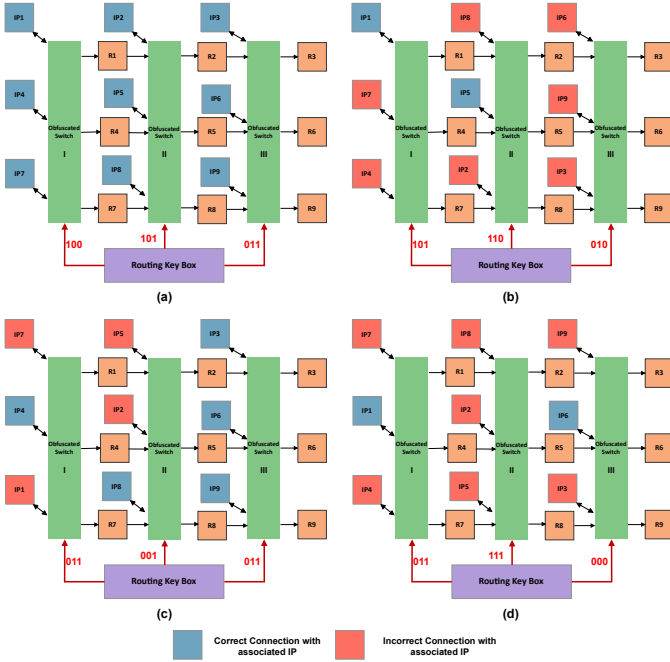 IP1 IP2 IP3
R1 R2 R3
IP4 IP5 IP6
Obfuscated Switch I
R4
Obfuscated Switch II
R5
Obfuscated Switch III
R6
IP7 IP8 IP9
R7 R8 R9
100 101 011
Routing Key Box
(a)
IP1 IP8 IP6
R1 R2 R3
IP7 IP5 IP9
Obfuscated Switch I
R4
Obfuscated Switch II
R5
Obfuscated Switch III
R6
IP4 IP2 IP3
R7 R8 R9
101 110 010
Routing Key Box
(b)
IP7 IP5 IP3
R1 R2 R3
IP4 IP2 IP6
Obfuscated Switch I
R4
Obfuscated Switch II
R5
Obfuscated Switch III
R6
IP1 IP8 IP9
R7 R8 R9
011 001 011
Routing Key Box
(c)
IP7 IP8 IP9
R1 R2 R3
IP1 IP2 IP6
Obfuscated Switch I
R4
Obfuscated Switch II
R5
Obfuscated Switch III
R6
IP4 IP5 IP3
R7 R8 R9
011 111 000
Routing Key Box
(d)
Correct Connection with
associated IP
Incorrect Connection with
associated IP